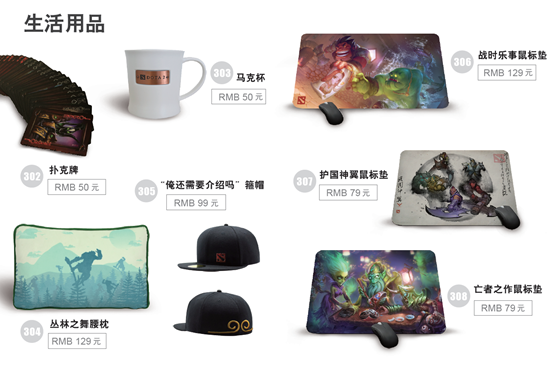 生活用品
303
马克杯
RMB 50 元
306
战时乐事鼠标垫
RMB 129 元
302
扑克牌
RMB 50 元
305
“俺还需要介绍吗” 箍帽
RMB 99 元
307
护国神翼鼠标垫
RMB 79 元
304
丛林之舞腰枕
RMB 129 元
308
亡者之作鼠标垫
RMB 79 元